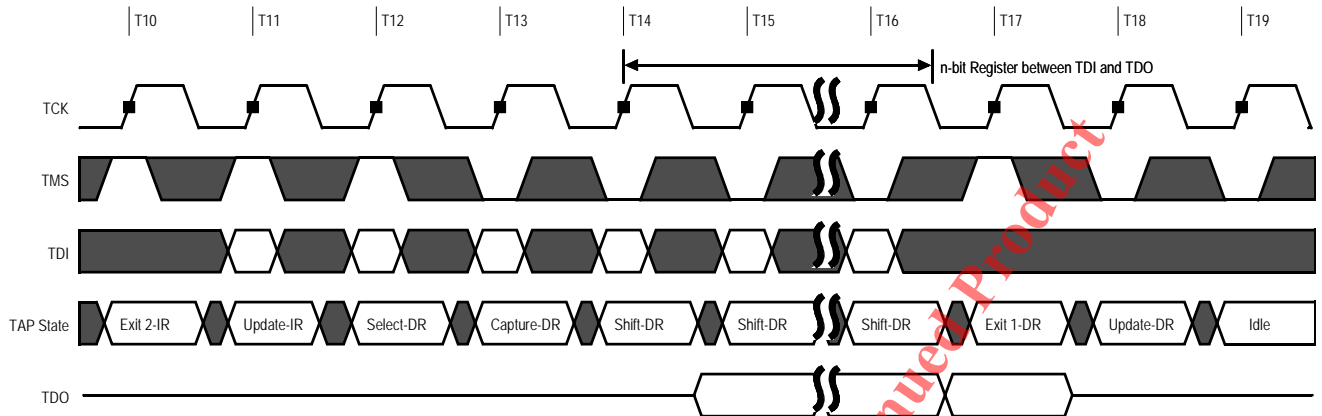 T10 T11 T12 T13 T14 T15 T16 T17 T18 T19
n-bit Register between TDI and TDO
TCK
TMS
TDI
TAP State Exit 2-IR Update-IR Select-DR Capture-DR Shift-DR Shift-DR Shift-DR Exit 1-DR Update-DR Idle
TDO
nued Product